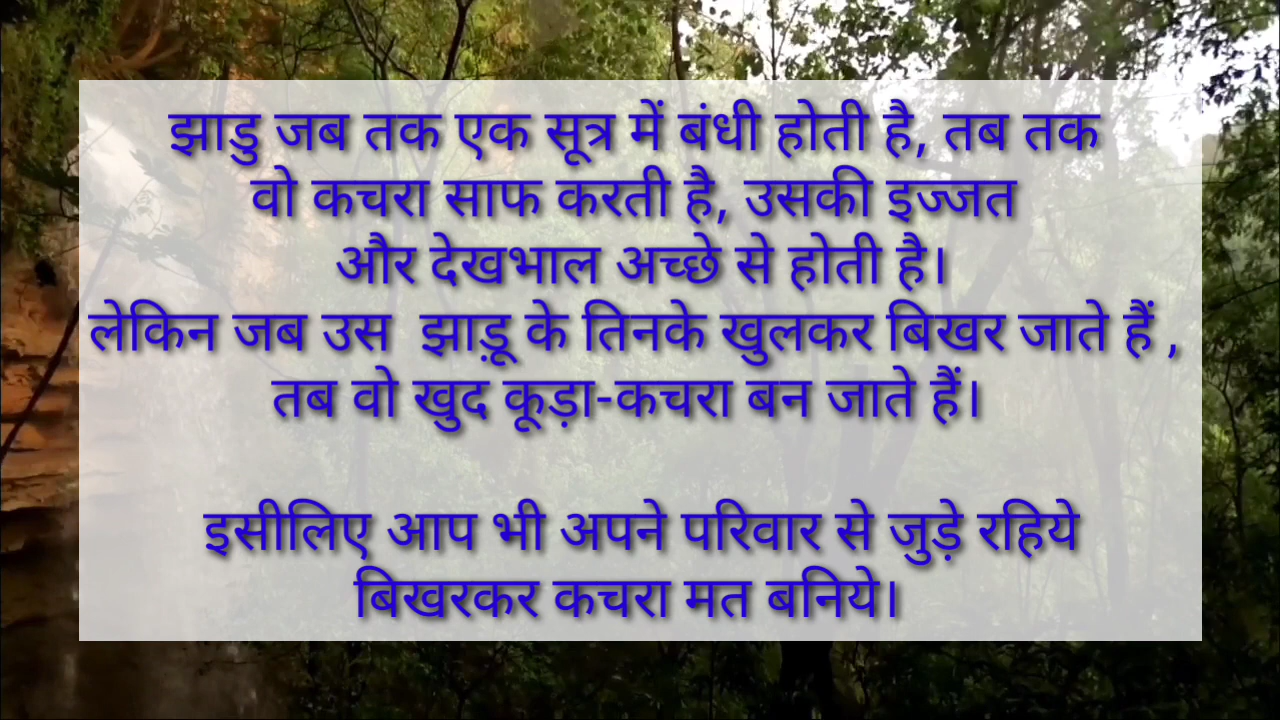 झाडु जब तक एक सूत्र में बंधी होती है, तब तक
वो कचरा साफ करती है, उसकी इज्जत
और देखभाल अच्छे से होती है।
लेकिन जब उस  झाड़ू के तिनके खुलकर बिखर जाते हैं ,
तब वो खुद कूड़ा-कचरा बन जाते हैं।
इसीलिए आप भी अपने परिवार से जुड़े रहिये
बिखरकर कचरा मत बनिये।